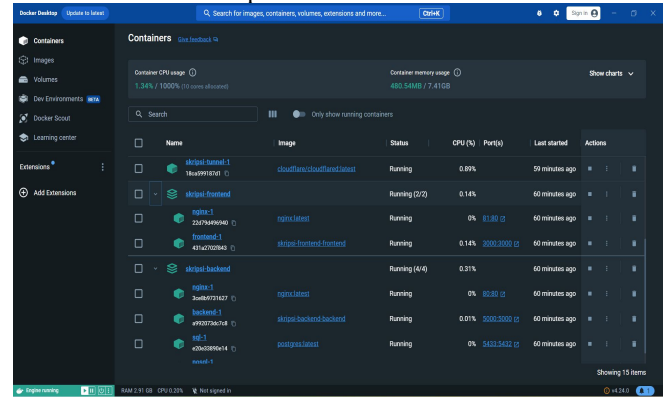 Docker Desktop Update to latest Search for images, containers, volumes, extensions and more... Ctrl+K Sign in
Containers
Images
Volumes
Dev Environments BETA
Docker Scout
Learning center
Extensions
Add Extensions
Containers Give feedback
Container CPU usage
1.34% / 1000% (10 cores allocated)
Container memory usage
480.54MB / 7.41GB
Show charts
Search Only show running containers
Name Image Status CPU (%) Port(s) Last started Actions
skripsi-tunnel-1 cloudflare/cloudflared:latest Running 0.89% 59 minutes ago
18ca599187d1
skripsi-frontend Running (2/2) 0.14% 60 minutes ago
nginx-1 nginx:latest Running 0% 81:80 60 minutes ago
22d79d496940
frontend-1 skripsi-frontend-frontend Running 0.14% 3000:3000 60 minutes ago
431a2702f843
skripsi-backend Running (4/4) 0.31% 60 minutes ago
nginx-1 nginx:latest Running 0% 80:80 60 minutes ago
3ce8b9731627
backend-1 skripsi-backend-backend Running 0.01% 5000:5000 60 minutes ago
a992073dc7c8
sql-1 postgres:latest Running 0% 5433:5432 60 minutes ago
e20e33890e14
nosql-1
Showing 15 items
Engine running RAM 2.91 GB CPU 0.20% Not signed in v4.24.0